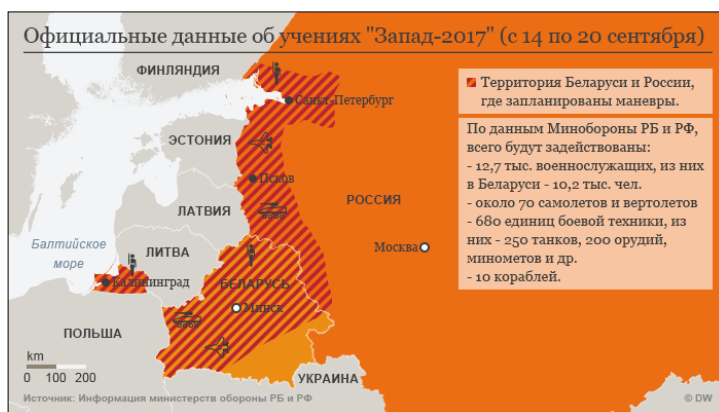 Официальные данные об учениях "Запад-2017" (с 14 по 20 сентября)
ФИНЛЯНДИЯ
Территория Беларуси и России,
где запланированы маневры.
Санкт-Петербург
По данным Минобороны РБ и РФ,
всего будут задействованы:
- 12,7 тыс. военнослужащих, из них
в Беларуси - 10,2 тыс. чел.
- около 70 самолетов и вертолетов
- 680 единиц боевой техники, из
них - 250 танков, 200 орудий,
минометов и др.
- 10 кораблей.
ЭСТОНИЯ
Псков
РОССИЯ
ЛАТВИЯ
Балтийское
море
ЛИТВА
Москва
Калининград
БЕЛАРУСЬ
Минск
ПОЛЬША
km
0 100 200
УКРАИНА
Источник: Информация министерств обороны РБ и РФ
© DW